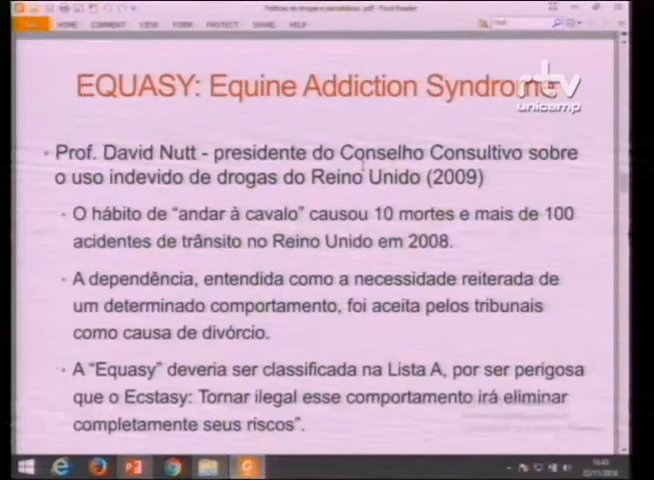 HOME COMMENT VIEW FORM PROTECT SHARE HELP
EQUASY: Equine Addiction Syndrome
rtv
unicamp
· Prof. David Nutt - presidente do Conselho Consultivo sobre
o uso indevido de drogas do Reino Unido (2009)
· O hábito de “andar à cavalo” causou 10 mortes e mais de 100
acidentes de trânsito no Reino Unido em 2008.
· A dependência, entendida como a necessidade reiterada de
um determinado comportamento, foi aceita pelos tribunais
como causa de divórcio.
· A “Equasy” deveria ser classificada na Lista A, por ser perigosa
que o Ecstasy: Tornar ilegal esse comportamento irá eliminar
completamente seus riscos”.